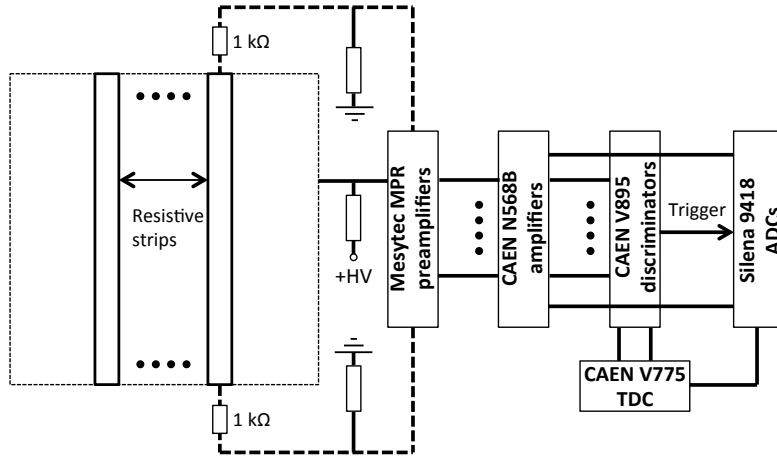 1 kΩ
Resistive
strips
+HV
1 kΩ
Mesytec MPR
preamplifiers
CAEN N568B
amplifiers
CAEN V895
discriminators
Trigger
Silena 9418
ADCs
CAEN V775
TDC